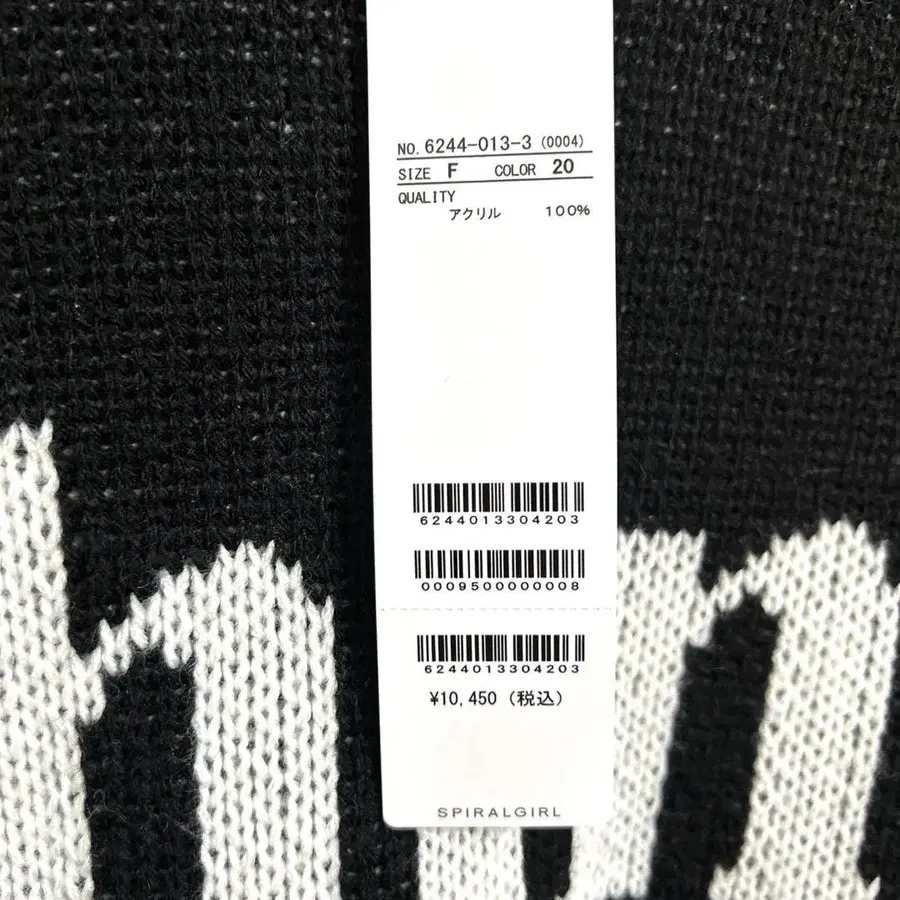 NO. 6244-013-3 (0004)
SIZE F COLOR 20
QUALITY
アクリル 100%
6244013304203
0009500000008
6244013304203
¥10,450 (税込)
SPIRALGIRL